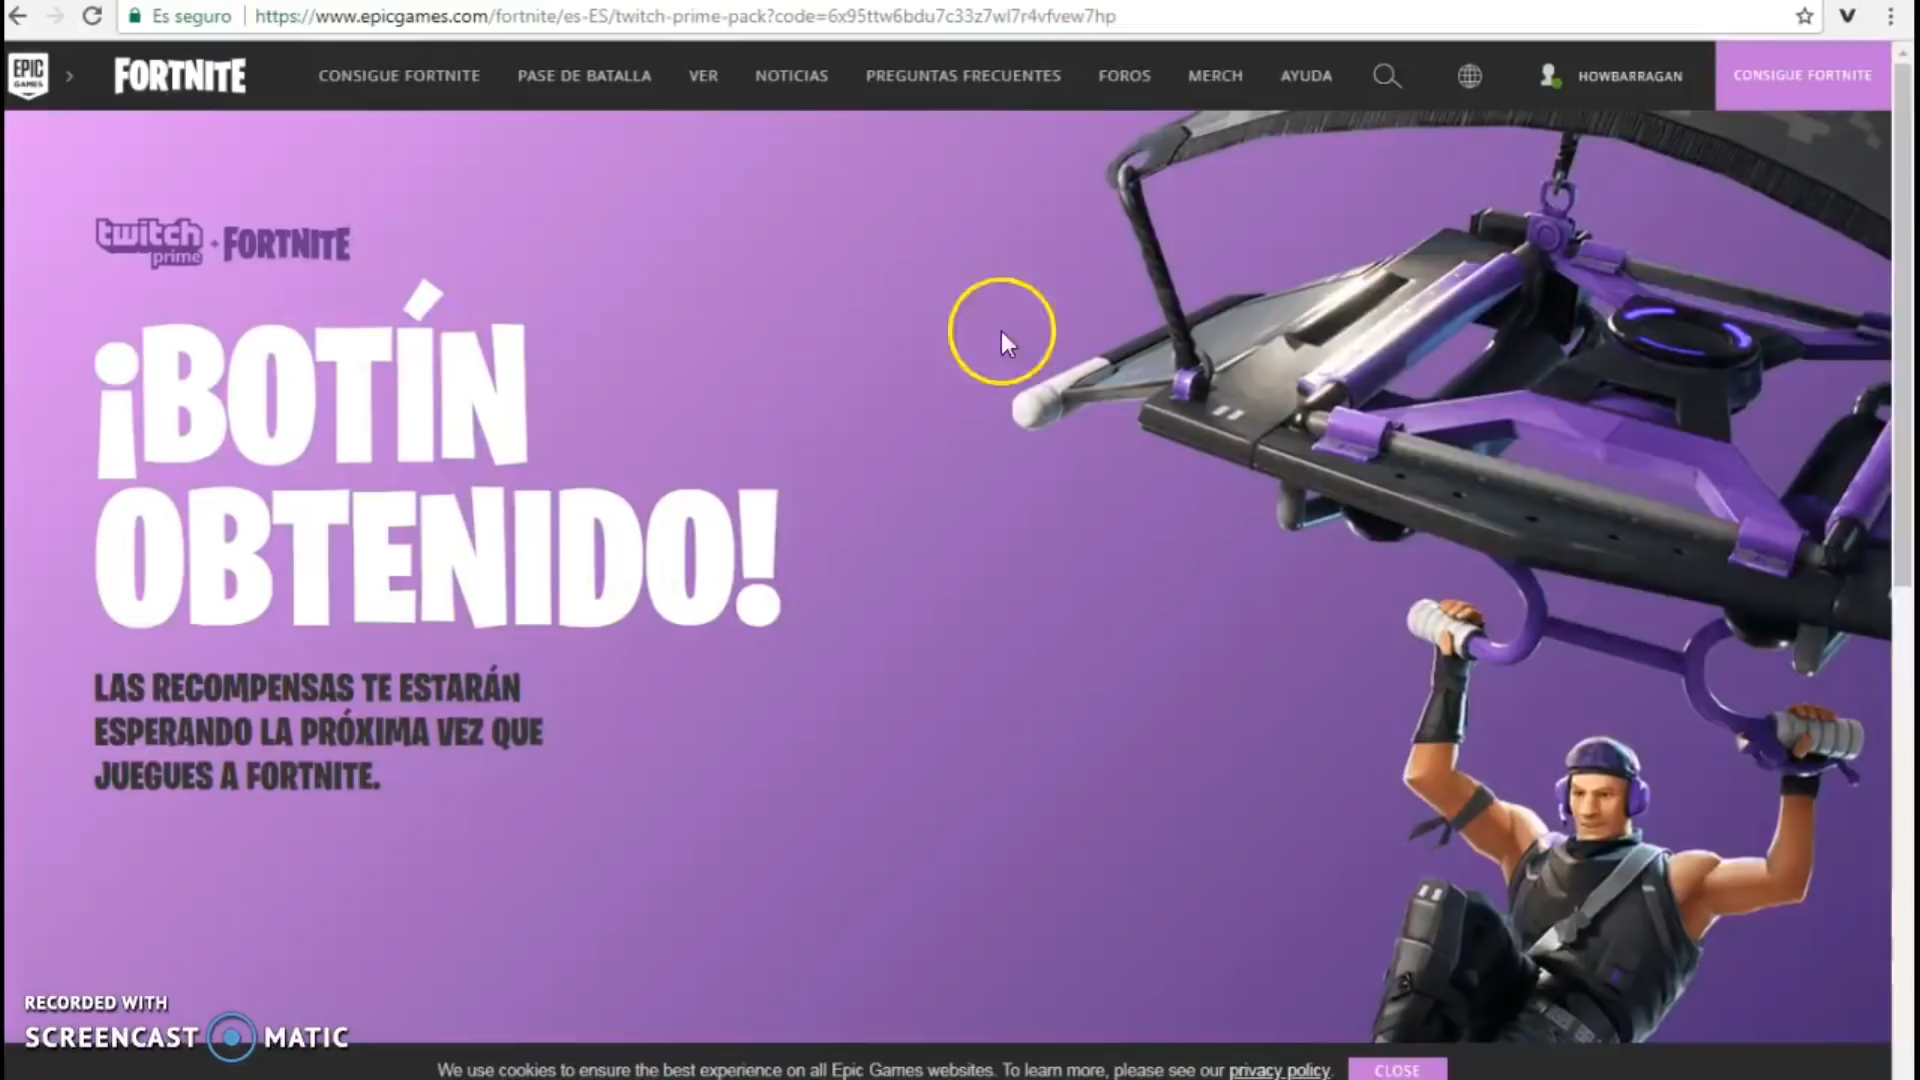 Es seguro https://www.epicgames.com/fortnite/es-ES/twitch-prime-pack?code=6x95ttw6bdu7c33z7wl7r4vfvew7hp
EPIC GAMES FORTNITE CONSIGUE FORTNITE PASE DE BATALLA VER NOTICIAS PREGUNTAS FRECUENTES FOROS MERCH AYUDA HOWBARRAGAN CONSIGUE FORTNITE
twitch prime + FORTNITE
¡BOTÍN
OBTENIDO!
LAS RECOMPENSAS TE ESTARÁN
ESPERANDO LA PRÓXIMA VEZ QUE
JUEGUES A FORTNITE.
RECORDED WITH
SCREENCAST MATIC
We use cookies to ensure the best experience on all Epic Games websites. To learn more, please see our privacy policy. CLOSE